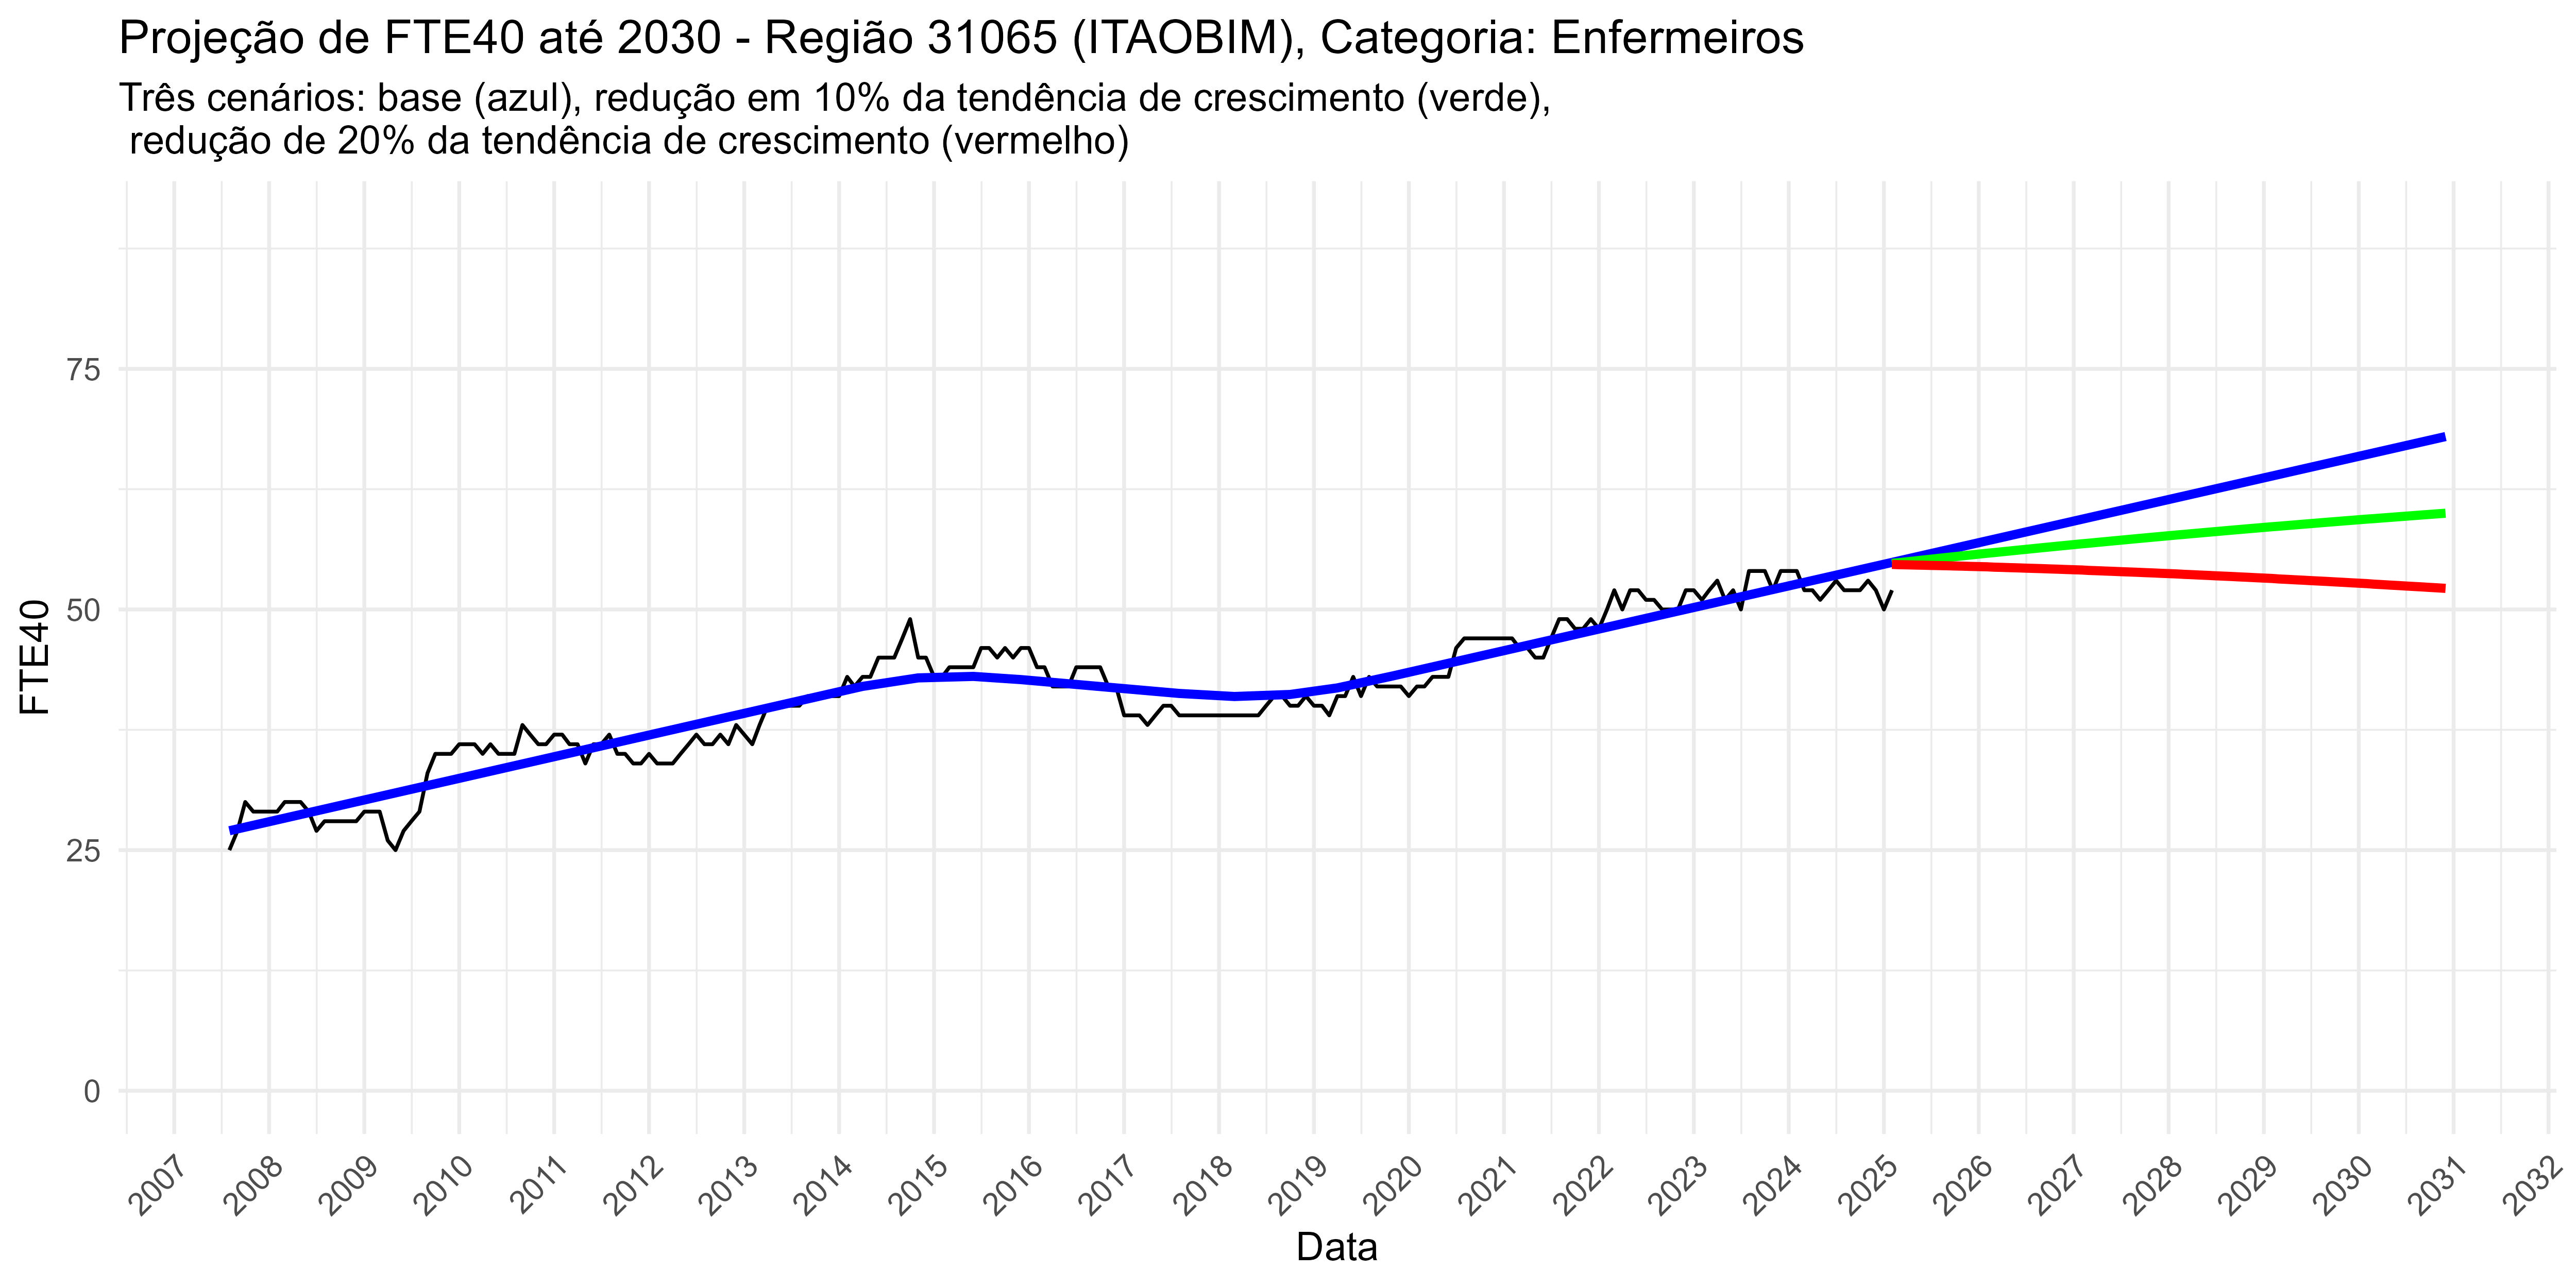 Projeção de FTE40 até 2030 - Região 31065 (ITAOBIM), Categoria: Enfermeiros
Três cenários: base (azul), redução em 10% da tendência de crescimento (verde),
redução de 20% da tendência de crescimento (vermelho)
FTE40
75
50
25
0
2007 2008 2009 2010 2011 2012 2013 2014 2015 2016 2017 2018 2019 2020 2021 2022 2023 2024 2025 2026 2027 2028 2029 2030 2031 2032
Data